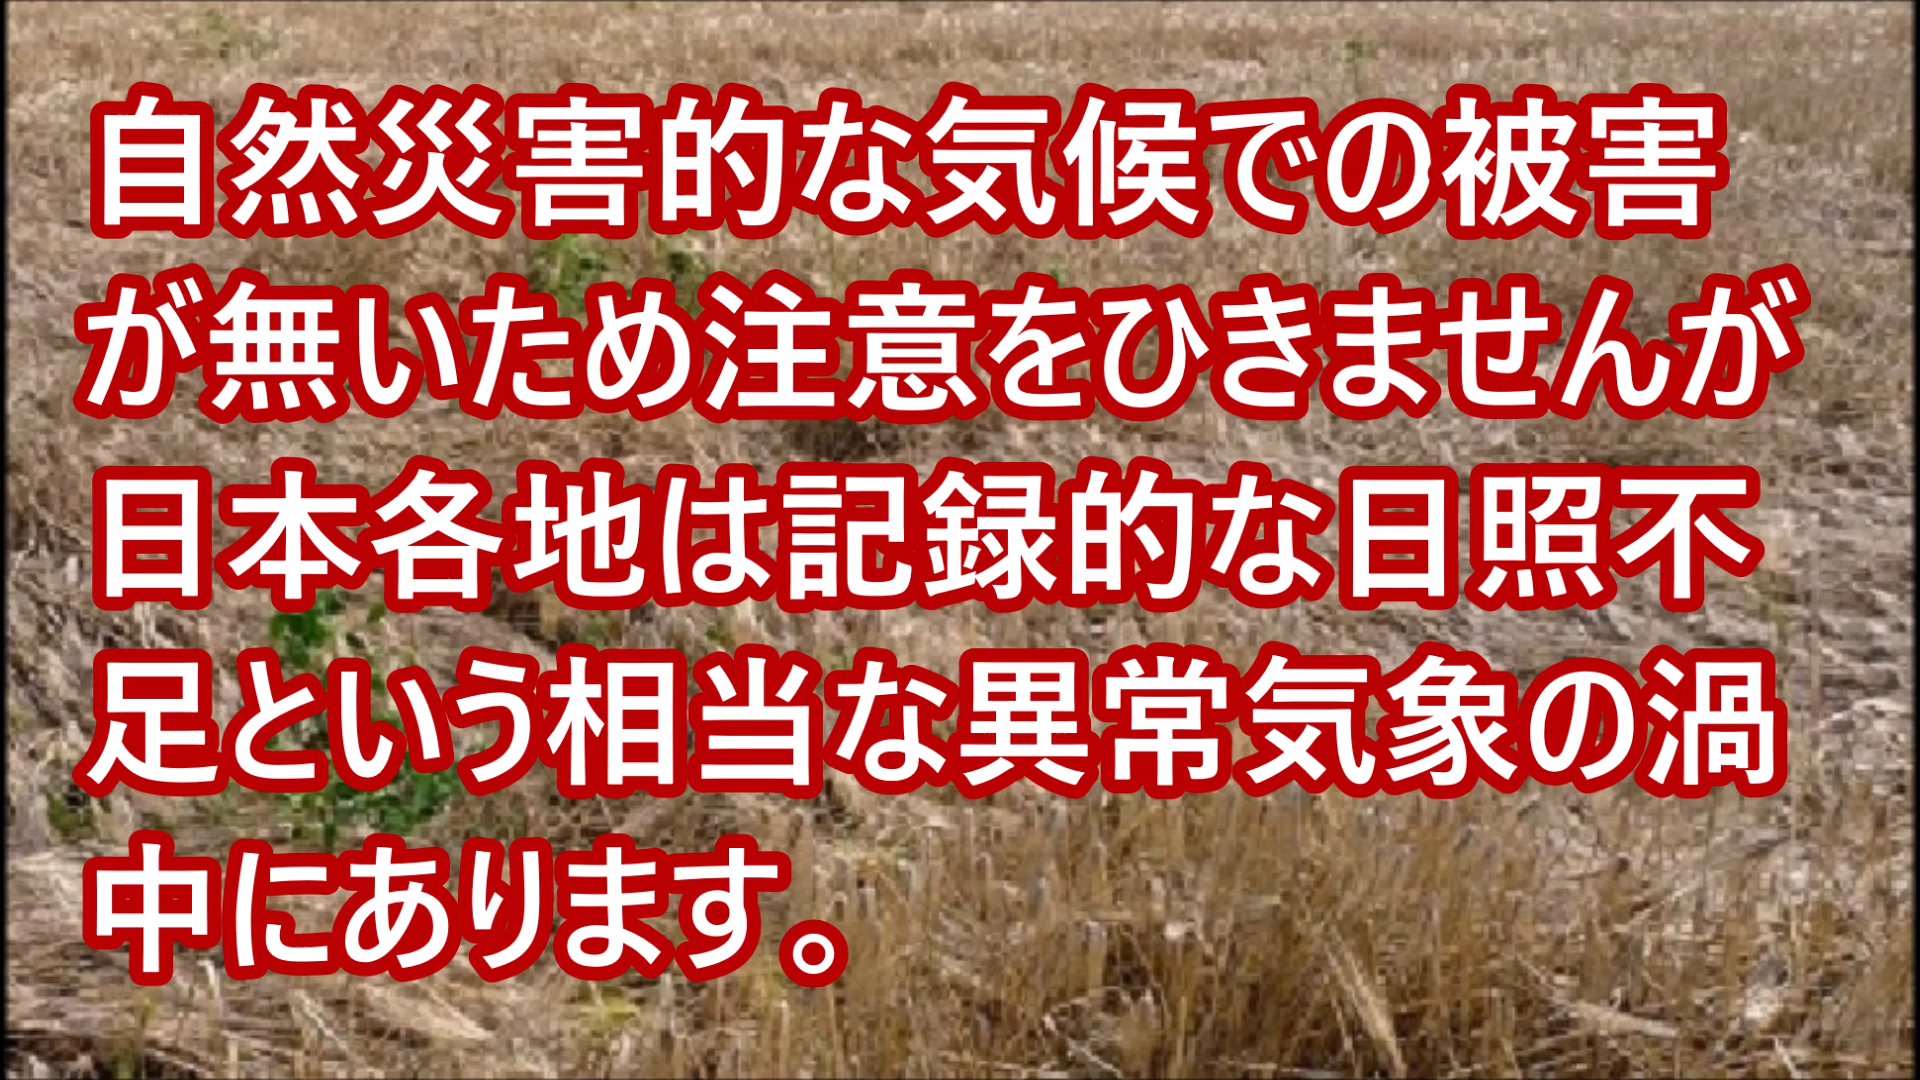 自然災害的な気候での被害
が無いため注意をひきませんが
日本各地は記録的な日照不
足という相当な異常気象の渦
中にあります。